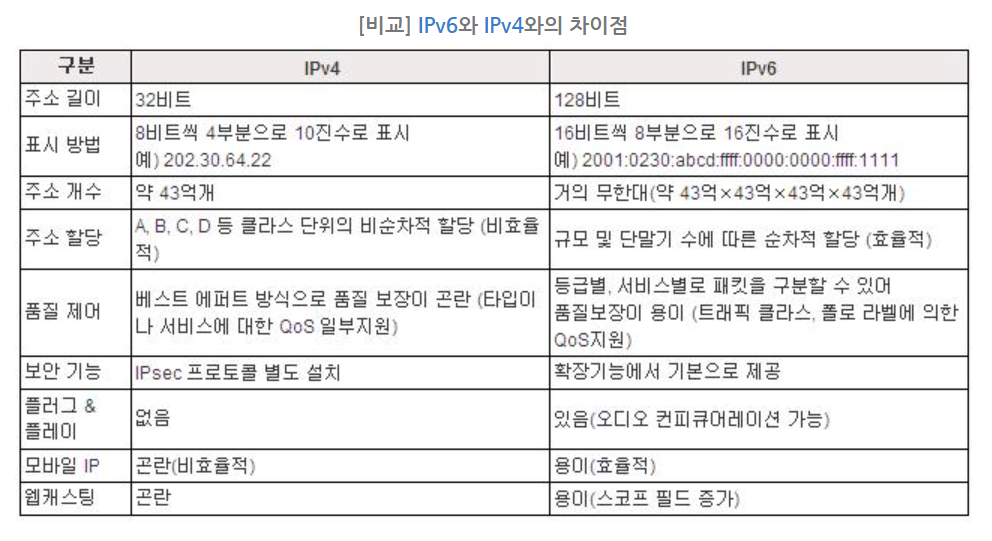 [비교] IPv6와 IPv4와의 차이점
구분 IPv4 IPv6
주소 길이 32비트 128비트
표시 방법 8비트씩 4부분으로 10진수로 표시
예) 202.30.64.22 16비트씩 8부분으로 16진수로 표시
예) 2001:0230:abcd:ffff:0000:0000:ffff:1111
주소 개수 약 43억개 거의 무한대(약 43억×43억×43억×43억개)
주소 할당 A, B, C, D 등 클라스 단위의 비순차적 할당 (비효율
적) 규모 및 단말기 수에 따른 순차적 할당 (효율적)
품질 제어 베스트 에퍼트 방식으로 품질 보장이 곤란 (타입이
나 서비스에 대한 QoS 일부지원) 등급별, 서비스별로 패킷을 구분할 수 있어
품질보장이 용이 (트래픽 클라스, 플로 라벨에 의한
QoS지원)
보안 기능 IPsec 프로토콜 별도 설치 확장기능에서 기본으로 제공
플러그 &
플레이 없음 있음(오디오 컨피큐어레이션 가능)
모바일 IP 곤란(비효율적) 용이(효율적)
웹캐스팅 곤란 용이(스코프 필드 증가)